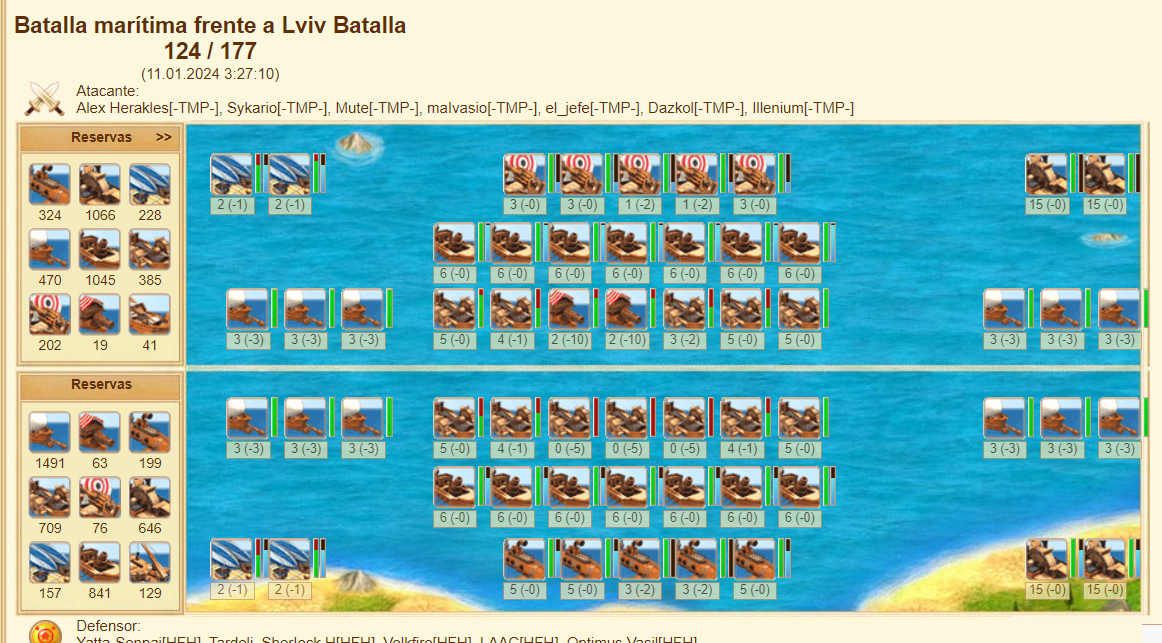 Batalla marítima frente a Lviv Batalla
124 / 177
(11.01.2024 3:27:10)
Atacante:
Alex Herakles[-TMP-], Sykario[-TMP-], Mute[-TMP-], malvasio[-TMP-], el_jefe[-TMP-], Dazkol[-TMP-], Illenium[-TMP-]
Reservas >>
324 1066 228
470 1045 385
202 19 41
2 (-1) 2 (-1) 3 (-0) 3 (-0) 1 (-2) 1 (-2) 3 (-0) 15 (-0) 15 (-0)
6 (-0) 6 (-0) 6 (-0) 6 (-0) 6 (-0) 6 (-0) 6 (-0)
3 (-3) 3 (-3) 3 (-3) 5 (-0) 4 (-1) 2 (-10) 2 (-10) 3 (-2) 5 (-0) 5 (-0) 3 (-3) 3 (-3) 3 (-3)
Reservas
1491 63 199
709 76 646
157 841 129
3 (-3) 3 (-3) 3 (-3) 5 (-0) 4 (-1) 0 (-5) 0 (-5) 0 (-5) 4 (-1) 5 (-0) 3 (-3) 3 (-3) 3 (-3)
6 (-0) 6 (-0) 6 (-0) 6 (-0) 6 (-0) 6 (-0) 6 (-0)
2 (-1) 2 (-1) 5 (-0) 5 (-0) 3 (-2) 3 (-2) 5 (-0) 15 (-0) 15 (-0)
Defensor: